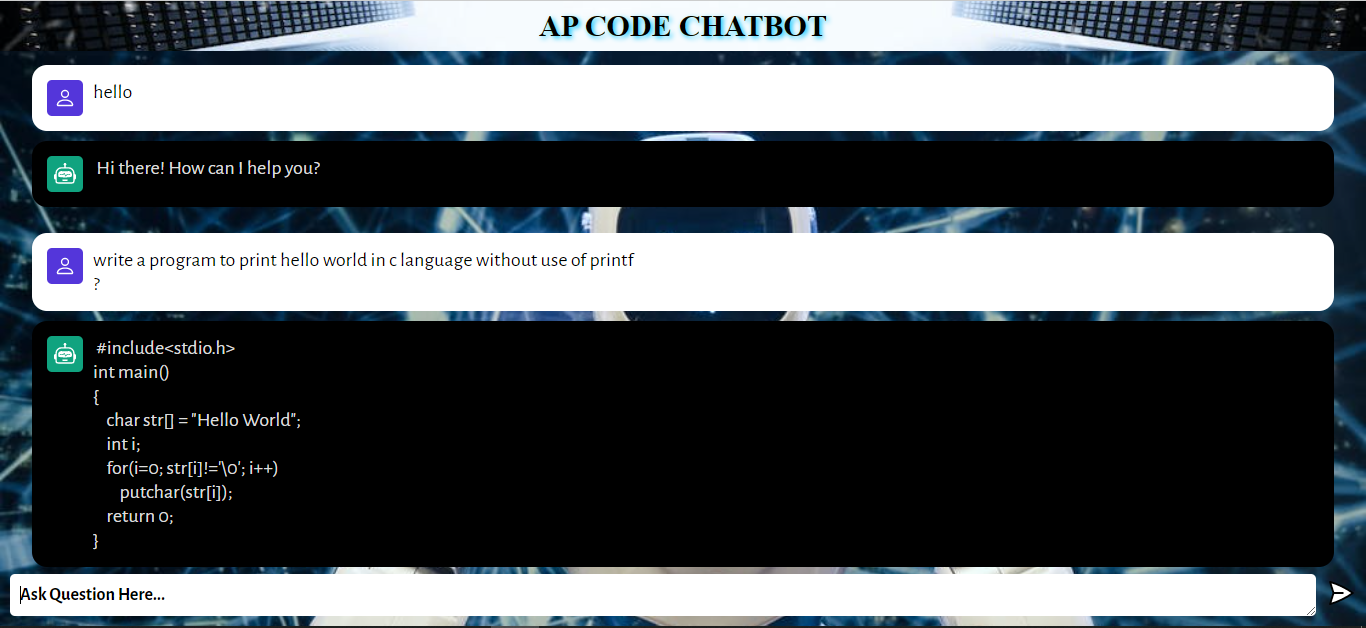 AP CODE CHATBOT
hello
Hi there! How can I help you?
write a program to print hello world in c language without use of printf
?
#include<stdio.h>
int main()
{
    char str[] = "Hello World";
    int i;
    for(i=0; str[i]!='\0'; i++)
        putchar(str[i]);
    return 0;
}
Ask Question Here...